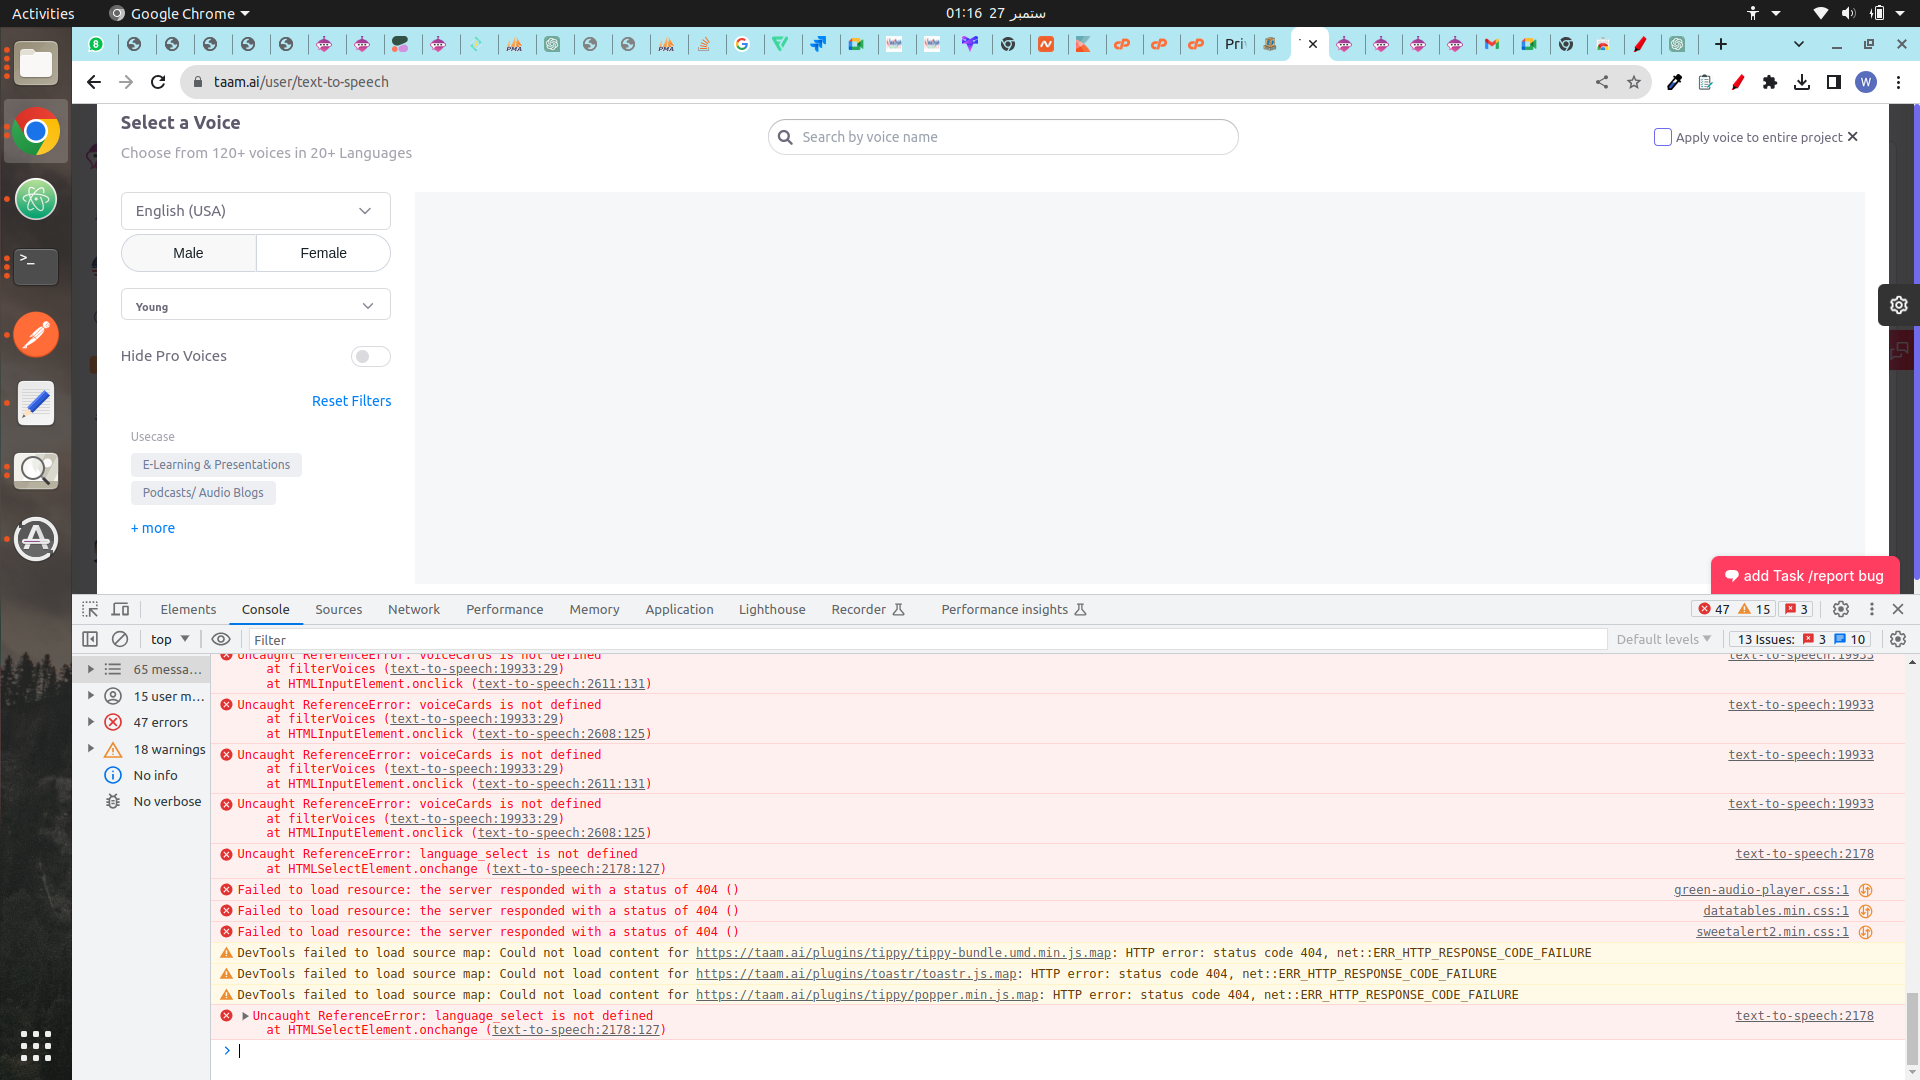 Activities
Google Chrome
01:16 27 ستمبر
8
PMA
PMA
Pri
taam.ai/user/text-to-speech
W
Select a Voice
Choose from 120+ voices in 20+ Languages
Search by voice name
Apply voice to entire project
English (USA)
Male
Female
Young
Hide Pro Voices
Reset Filters
Usecase
E-Learning & Presentations
Podcasts/ Audio Blogs
+ more
add Task /report bug
Elements Console Sources Network Performance Memory Application Lighthouse Recorder Performance insights
47 15 3
top
Filter
Default levels
13 Issues: 3 10
65 messa...
15 user m...
47 errors
18 warnings
No info
No verbose
Uncaught ReferenceError: voiceCards is not defined text-to-speech:19933
at filterVoices (text-to-speech:19933:29)
at HTMLInputElement.onclick (text-to-speech:2611:131)
Uncaught ReferenceError: voiceCards is not defined text-to-speech:19933
at filterVoices (text-to-speech:19933:29)
at HTMLInputElement.onclick (text-to-speech:2608:125)
Uncaught ReferenceError: voiceCards is not defined text-to-speech:19933
at filterVoices (text-to-speech:19933:29)
at HTMLInputElement.onclick (text-to-speech:2611:131)
Uncaught ReferenceError: voiceCards is not defined text-to-speech:19933
at filterVoices (text-to-speech:19933:29)
at HTMLInputElement.onclick (text-to-speech:2608:125)
Uncaught ReferenceError: language_select is not defined text-to-speech:2178
at HTMLSelectElement.onchange (text-to-speech:2178:127)
Failed to load resource: the server responded with a status of 404 () green-audio-player.css:1
Failed to load resource: the server responded with a status of 404 () datatables.min.css:1
Failed to load resource: the server responded with a status of 404 () sweetalert2.min.css:1
DevTools failed to load source map: Could not load content for https://taam.ai/plugins/tippy/tippy-bundle.umd.min.js.map: HTTP error: status code 404, net::ERR_HTTP_RESPONSE_CODE_FAILURE
DevTools failed to load source map: Could not load content for https://taam.ai/plugins/toastr/toastr.js.map: HTTP error: status code 404, net::ERR_HTTP_RESPONSE_CODE_FAILURE
DevTools failed to load source map: Could not load content for https://taam.ai/plugins/tippy/popper.min.js.map: HTTP error: status code 404, net::ERR_HTTP_RESPONSE_CODE_FAILURE
Uncaught ReferenceError: language_select is not defined text-to-speech:2178
at HTMLSelectElement.onchange (text-to-speech:2178:127)